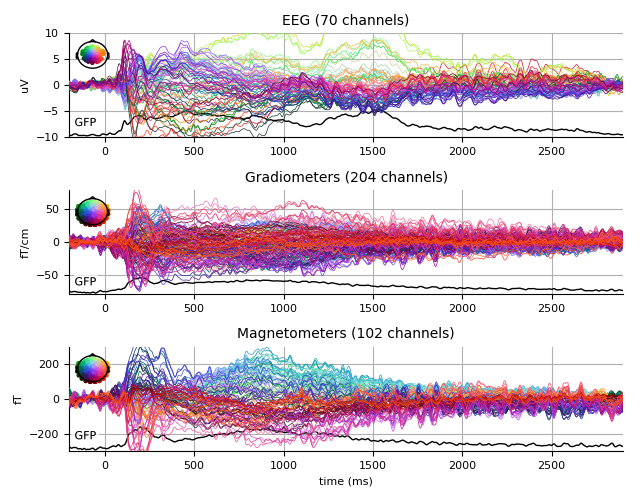 EEG (70 channels)
10
5
0
−5
−10
uV
GFP
0 500 1000 1500 2000 2500
Gradiometers (204 channels)
50
0
−50
fT/cm
GFP
0 500 1000 1500 2000 2500
Magnetometers (102 channels)
200
0
−200
fT
GFP
0 500 1000 1500 2000 2500
time (ms)